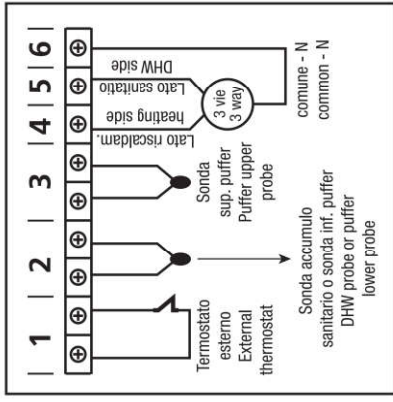 1 2 3 4 5 6
Lato riscaldam.
heating side
Lato sanitatio
DHW side
3 vie
3 way
Termostato
esterno
External
thermostat
Sonda
sup. puffer
Puffer upper
probe
comune - N
common - N
Sonda accumulo
sanitario o sonda inf. puffer
DHW probe or puffer
lower probe